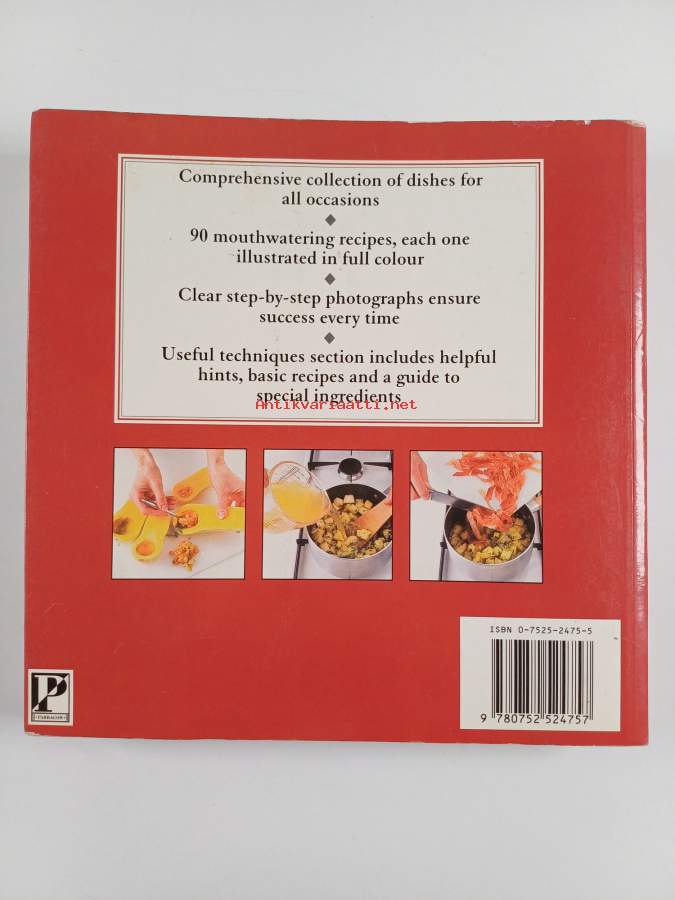 Comprehensive collection of dishes for
all occasions
90 mouthwatering recipes, each one
illustrated in full colour
Clear step-by-step photographs ensure
success every time
Useful techniques section includes helpful
hints, basic recipes and a guide to
special ingredients
Antikvariaatti.net
ISBN 0-7525-2475-5
9 780752 524757
P
PARRAGON